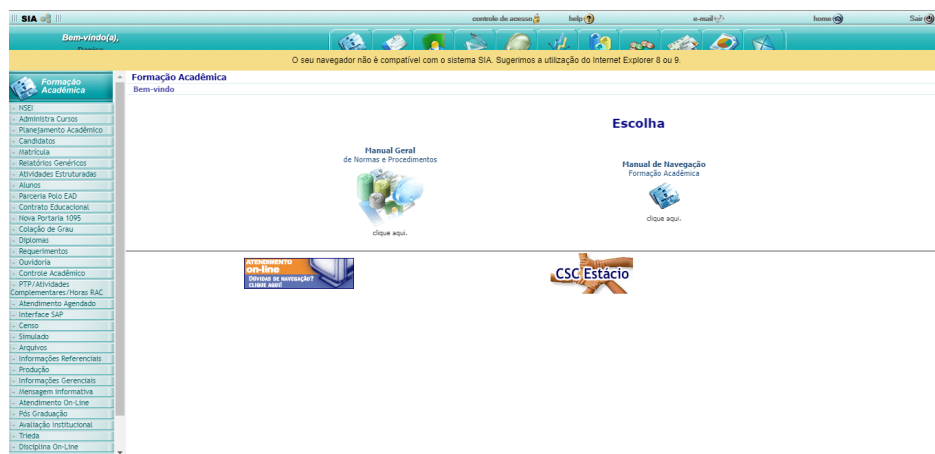 SIA
controle de acesso
help
e-mail
home
Sair
Bem-vindo(a),
O seu navegador não é compatível com o sistema SIA. Sugerimos a utilização do Internet Explorer 8 ou 9.
Formação
Acadêmica
NSEI
Administra Cursos
Planejamento Acadêmico
Candidatos
Matrícula
Relatórios Genéricos
Atividades Estruturadas
Alunos
Parceria Polo EAD
Contrato Educacional
Nova Portaria 1095
Colação de Grau
Diplomas
Requerimentos
Ouvidoria
Controle Acadêmico
PTP/Atividades
Complementares/Horas RAC
Atendimento Agendado
Interface SAP
Censo
Simulado
Arquivos
Informações Referenciais
Produção
Informações Gerenciais
Mensagem Informativa
Atendimento On-Line
Pós Graduação
Avaliação Institucional
Trieda
Disciplina On-Line
Formação Acadêmica
Bem-vindo
Escolha
Manual Geral
de Normas e Procedimentos
clique aqui.
Manual de Navegação
Formação Acadêmica
clique aqui.
ATENDIMENTO
on-line
DÚVIDAS DE NAVEGAÇÃO?
CLIQUE AQUI!
CSC Estácio